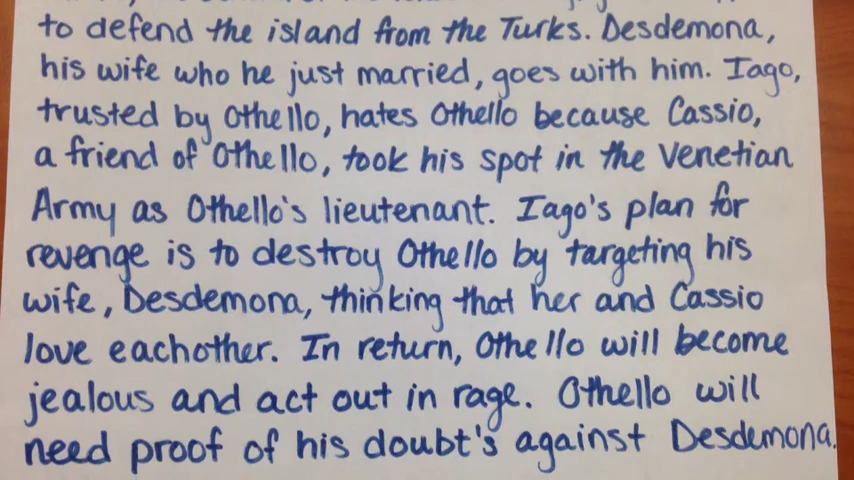 to defend the island from the Turks. Desdemona,
his wife who he just married, goes with him. Iago,
trusted by Othello, hates Othello because Cassio,
a friend of Othello, took his spot in the Venetian
Army as Othello's lieutenant. Iago's plan for
revenge is to destroy Othello by targeting his
wife, Desdemona, thinking that her and Cassio
love eachother. In return, Othello will become
jealous and act out in rage. Othello will
need proof of his doubt's against Desdemona.